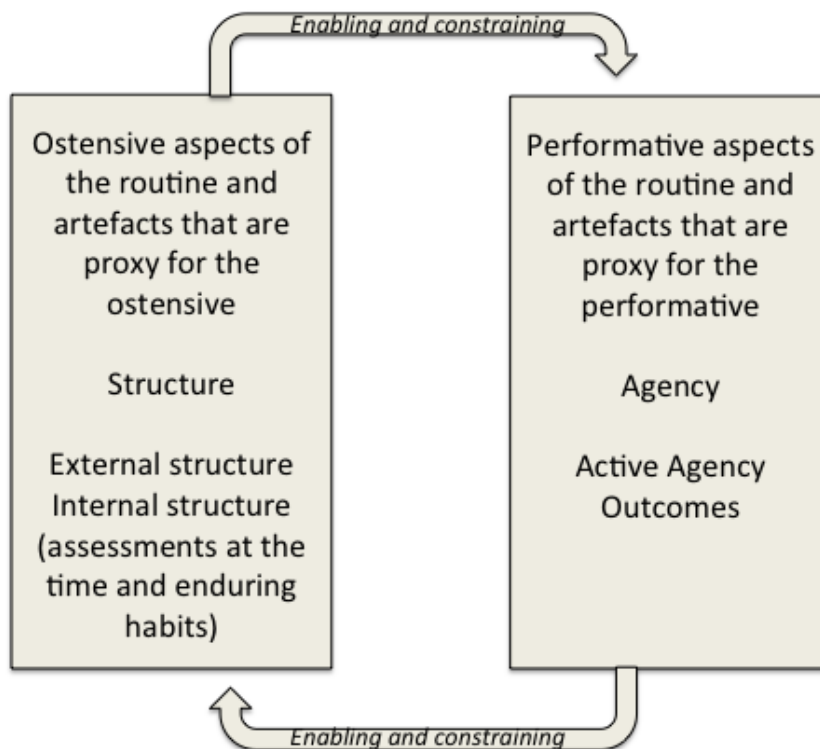 Enabling and constraining
Ostensive aspects of
the routine and
artefacts that are
proxy for the
ostensive
Structure
External structure
Internal structure
(assessments at the
time and enduring
habits)
Performative aspects
of the routine and
artefacts that are
proxy for the
performative
Agency
Active Agency
Outcomes
Enabling and constraining